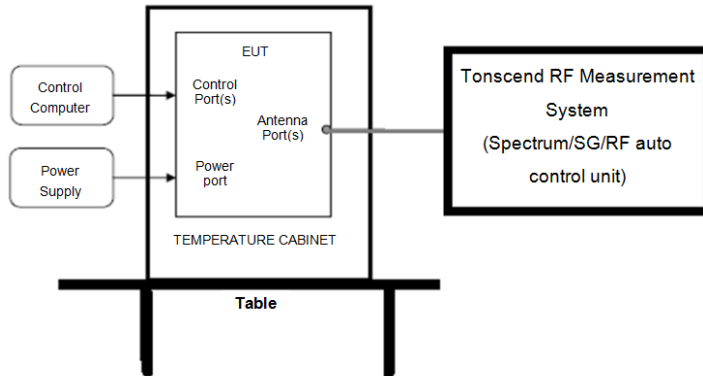 EUT
Control
Computer
Control
Port(s)
Antenna
Port(s)
Power
Supply
Power
port
TEMPERATURE CABINET
Table
Tonscend RF Measurement
System
(Spectrum/SG/RF auto
control unit)